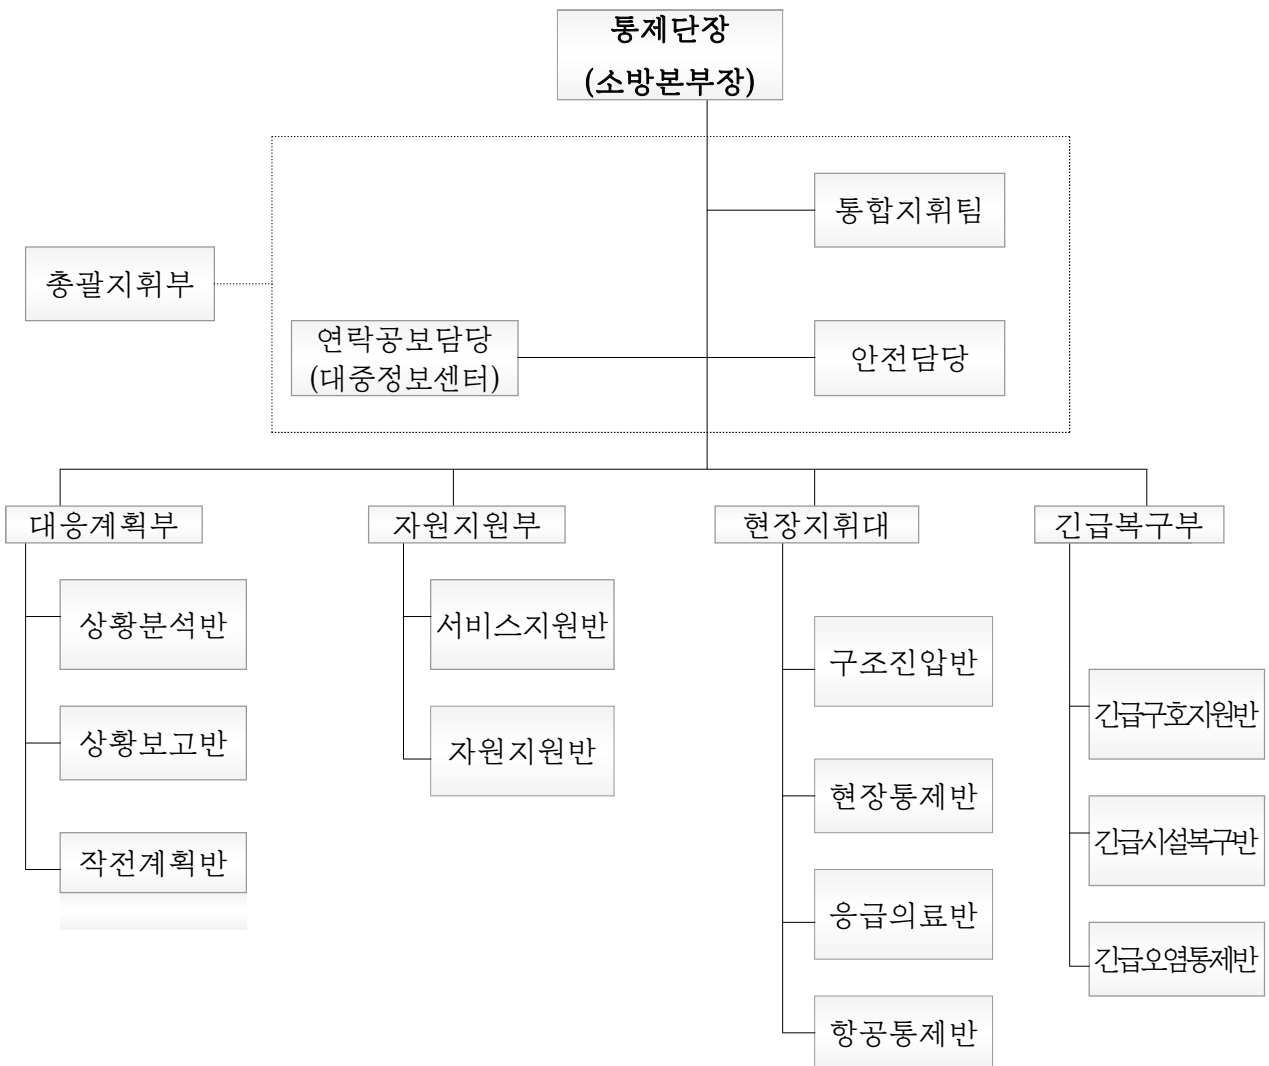 통제단장
(소방본부장)
통합지휘팀
총괄지휘부
연락공보담당
(대중정보센터)
안전담당
대응계획부
자원지원부
현장지휘대
긴급복구부
상황분석반
상황보고반
작전계획반
서비스지원반
자원지원반
구조진압반
현장통제반
응급의료반
항공통제반
긴급구호지원반
긴급시설복구반
긴급오염통제반